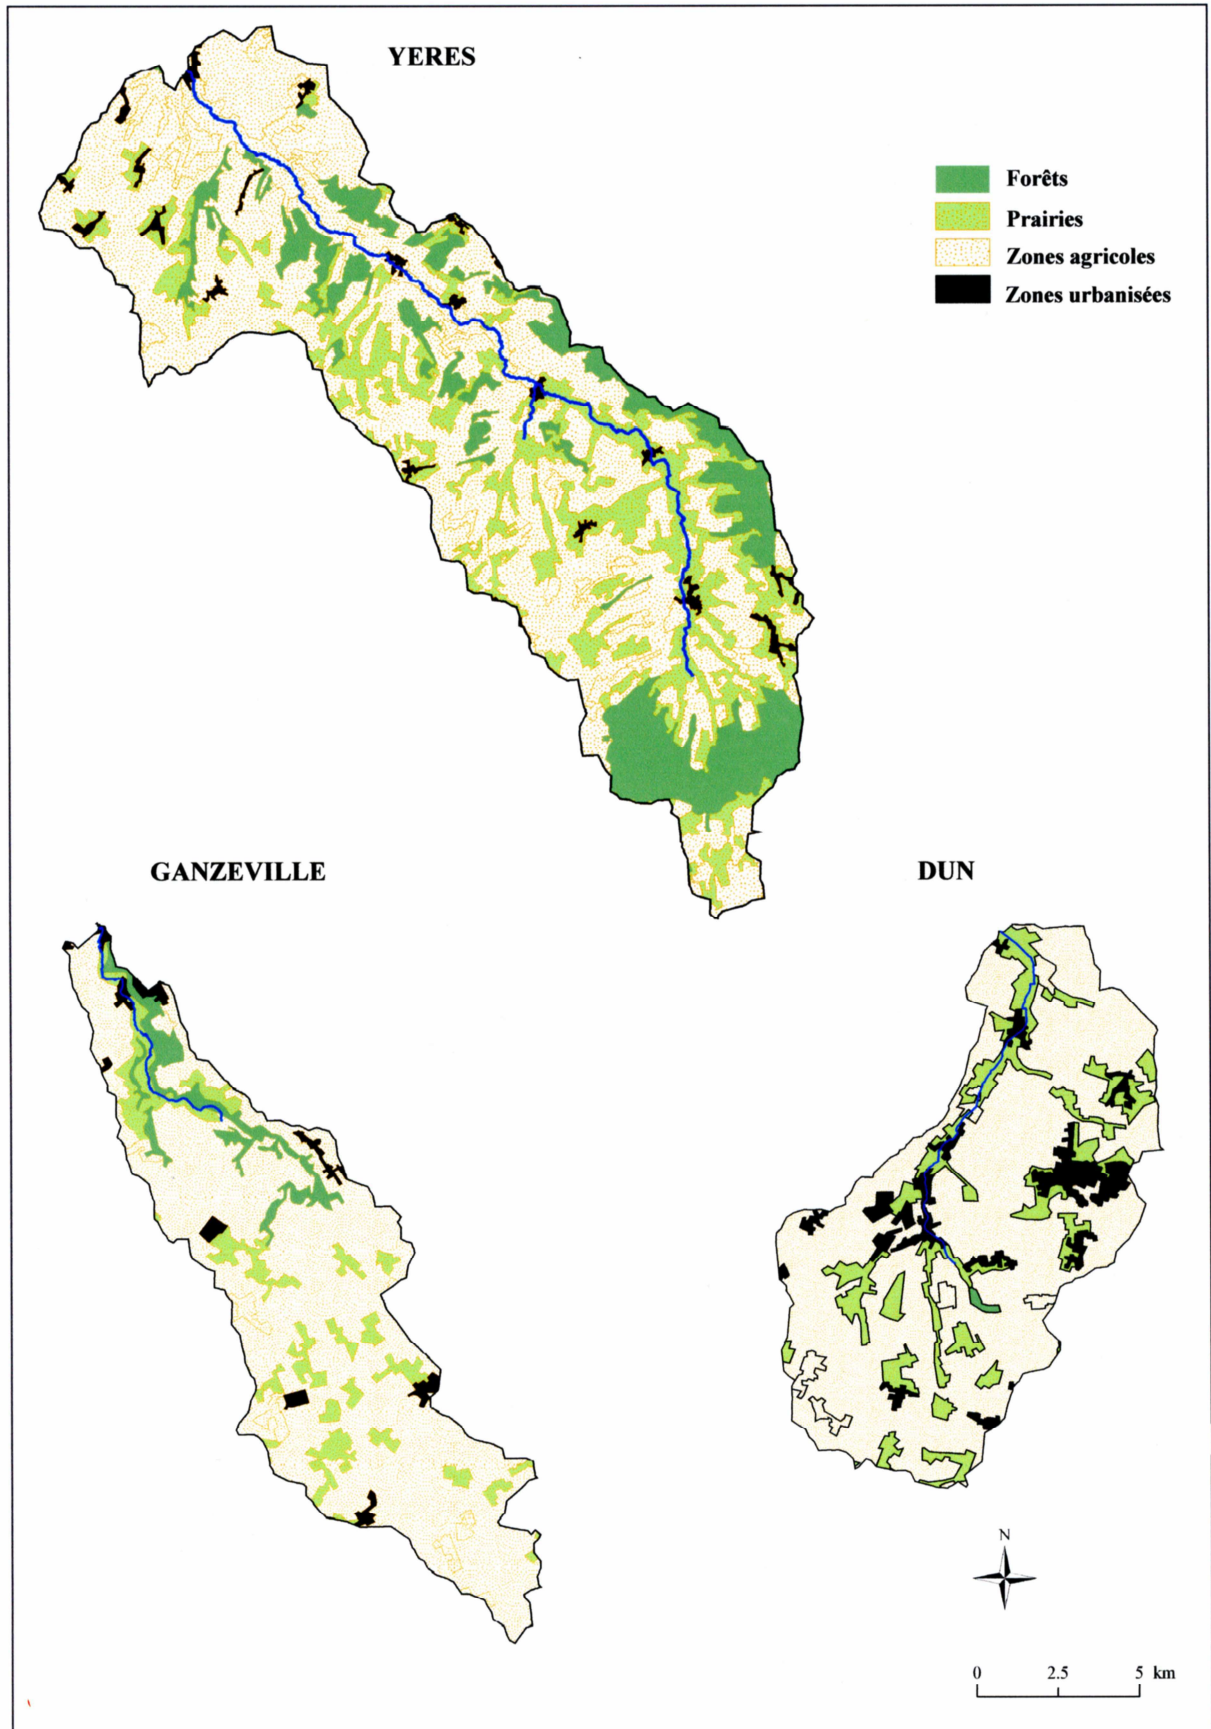 YERES
Forêts
Prairies
Zones agricoles
Zones urbanisées
GANZEVILLE
DUN
N
0 2.5 5 km